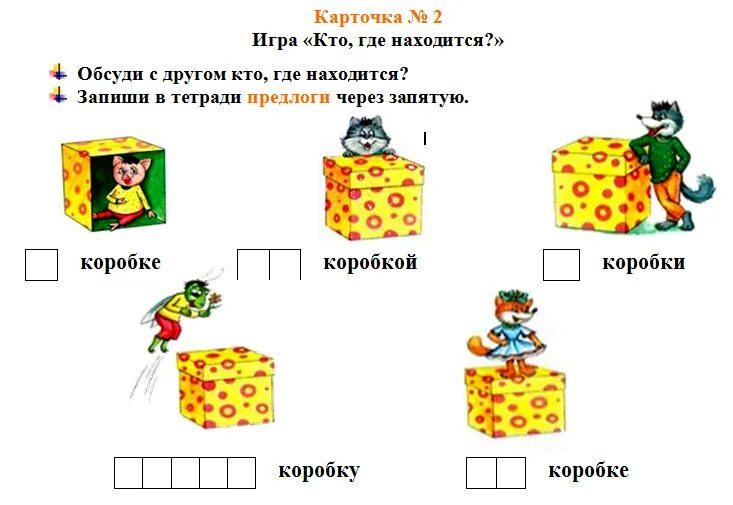 Карточка № 2
Игра «Кто, где находится?»
Обсуди с другом кто, где находится?
Запиши в тетради предлоги через запятую.
коробке коробкой коробки
коробку коробке